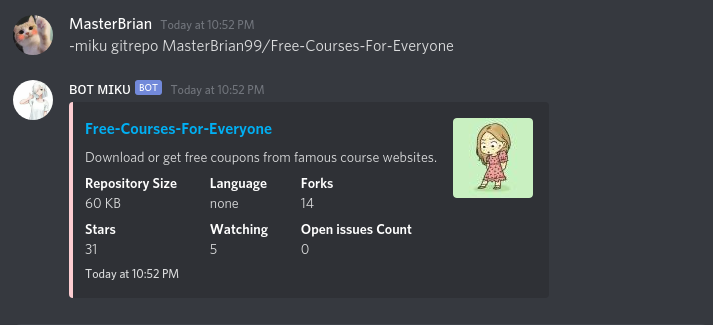 MasterBrian Today at 10:52 PM
-miku gitrepo MasterBrian99/Free-Courses-For-Everyone
BOT MIKU BOT Today at 10:52 PM
Free-Courses-For-Everyone
Download or get free coupons from famous course websites.
Repository Size Language Forks
60 KB none 14
Stars Watching Open issues Count
31 5 0
Today at 10:52 PM